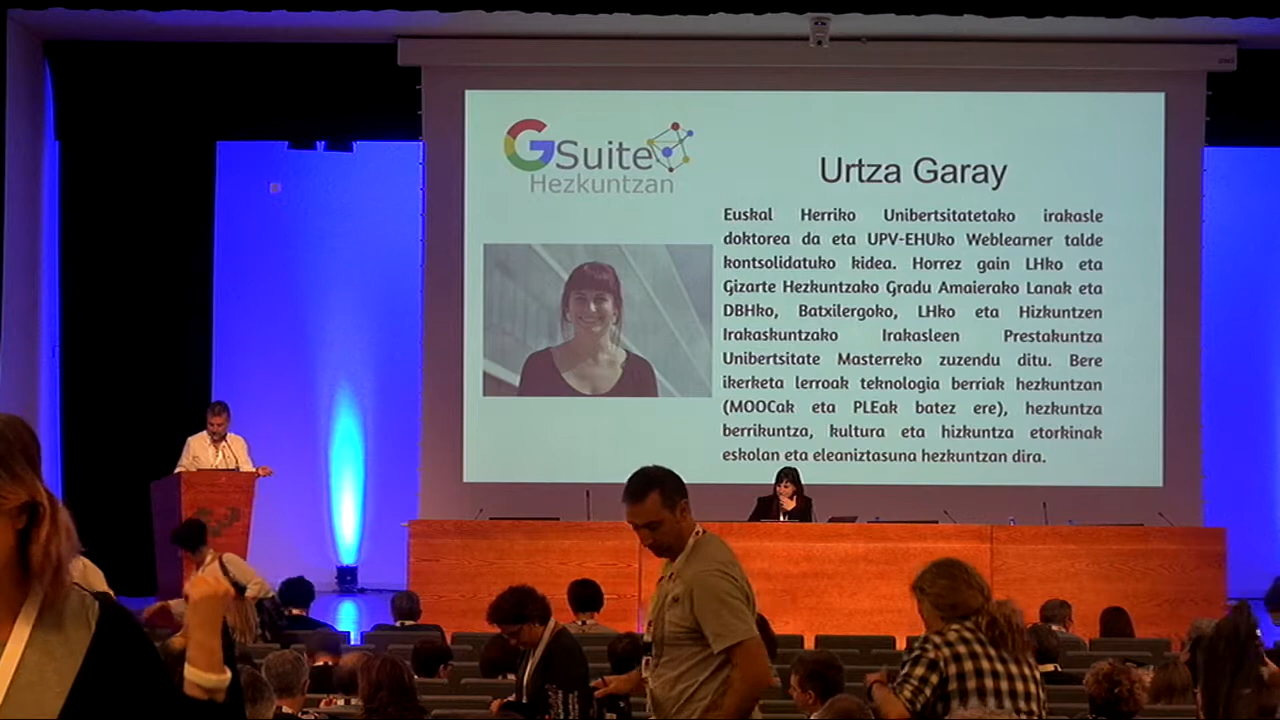 GSuite
Hezkuntzan
Urtza Garay
Euskal Herriko Unibertsitatetako irakasle
doktorea da eta UPV-EHUko Weblearner talde
kontsolidatuko kidea. Horrez gain LHko eta
Gizarte Hezkuntzako Gradu Amaierako Lanak eta
DBHko, Batxilergoko, LHko eta Hizkuntzen
Irakaskuntzako Irakasleen Prestakuntza
Unibertsitate Masterreko zuzendu ditu. Bere
ikerketa lerroak teknologia berriak hezkuntzan
(MOOCak eta PLEak batez ere), hezkuntza
berrikuntza, kultura eta hizkuntza etorkinak
eskolan eta eleaniztasuna hezkuntzan dira.